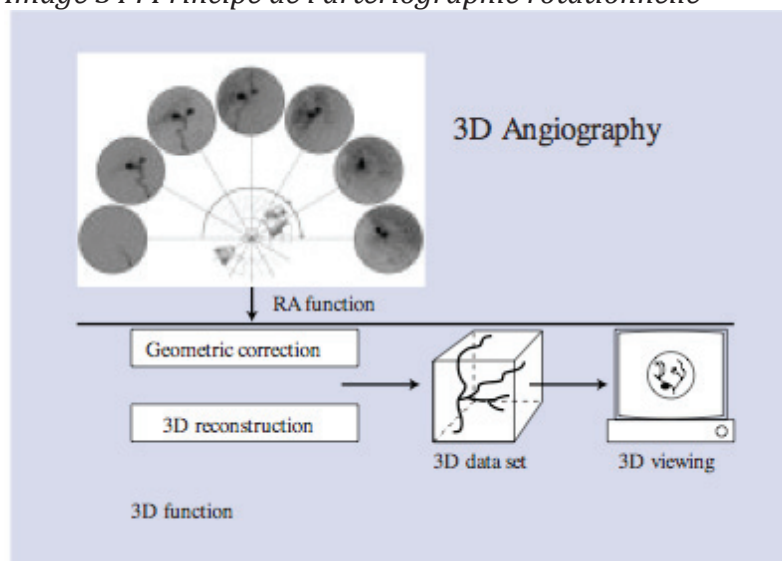 Image 34 : Principe de l'artériographie rotationnelle
3D Angiography
RA function
Geometric correction
3D reconstruction
3D data set
3D viewing
3D function